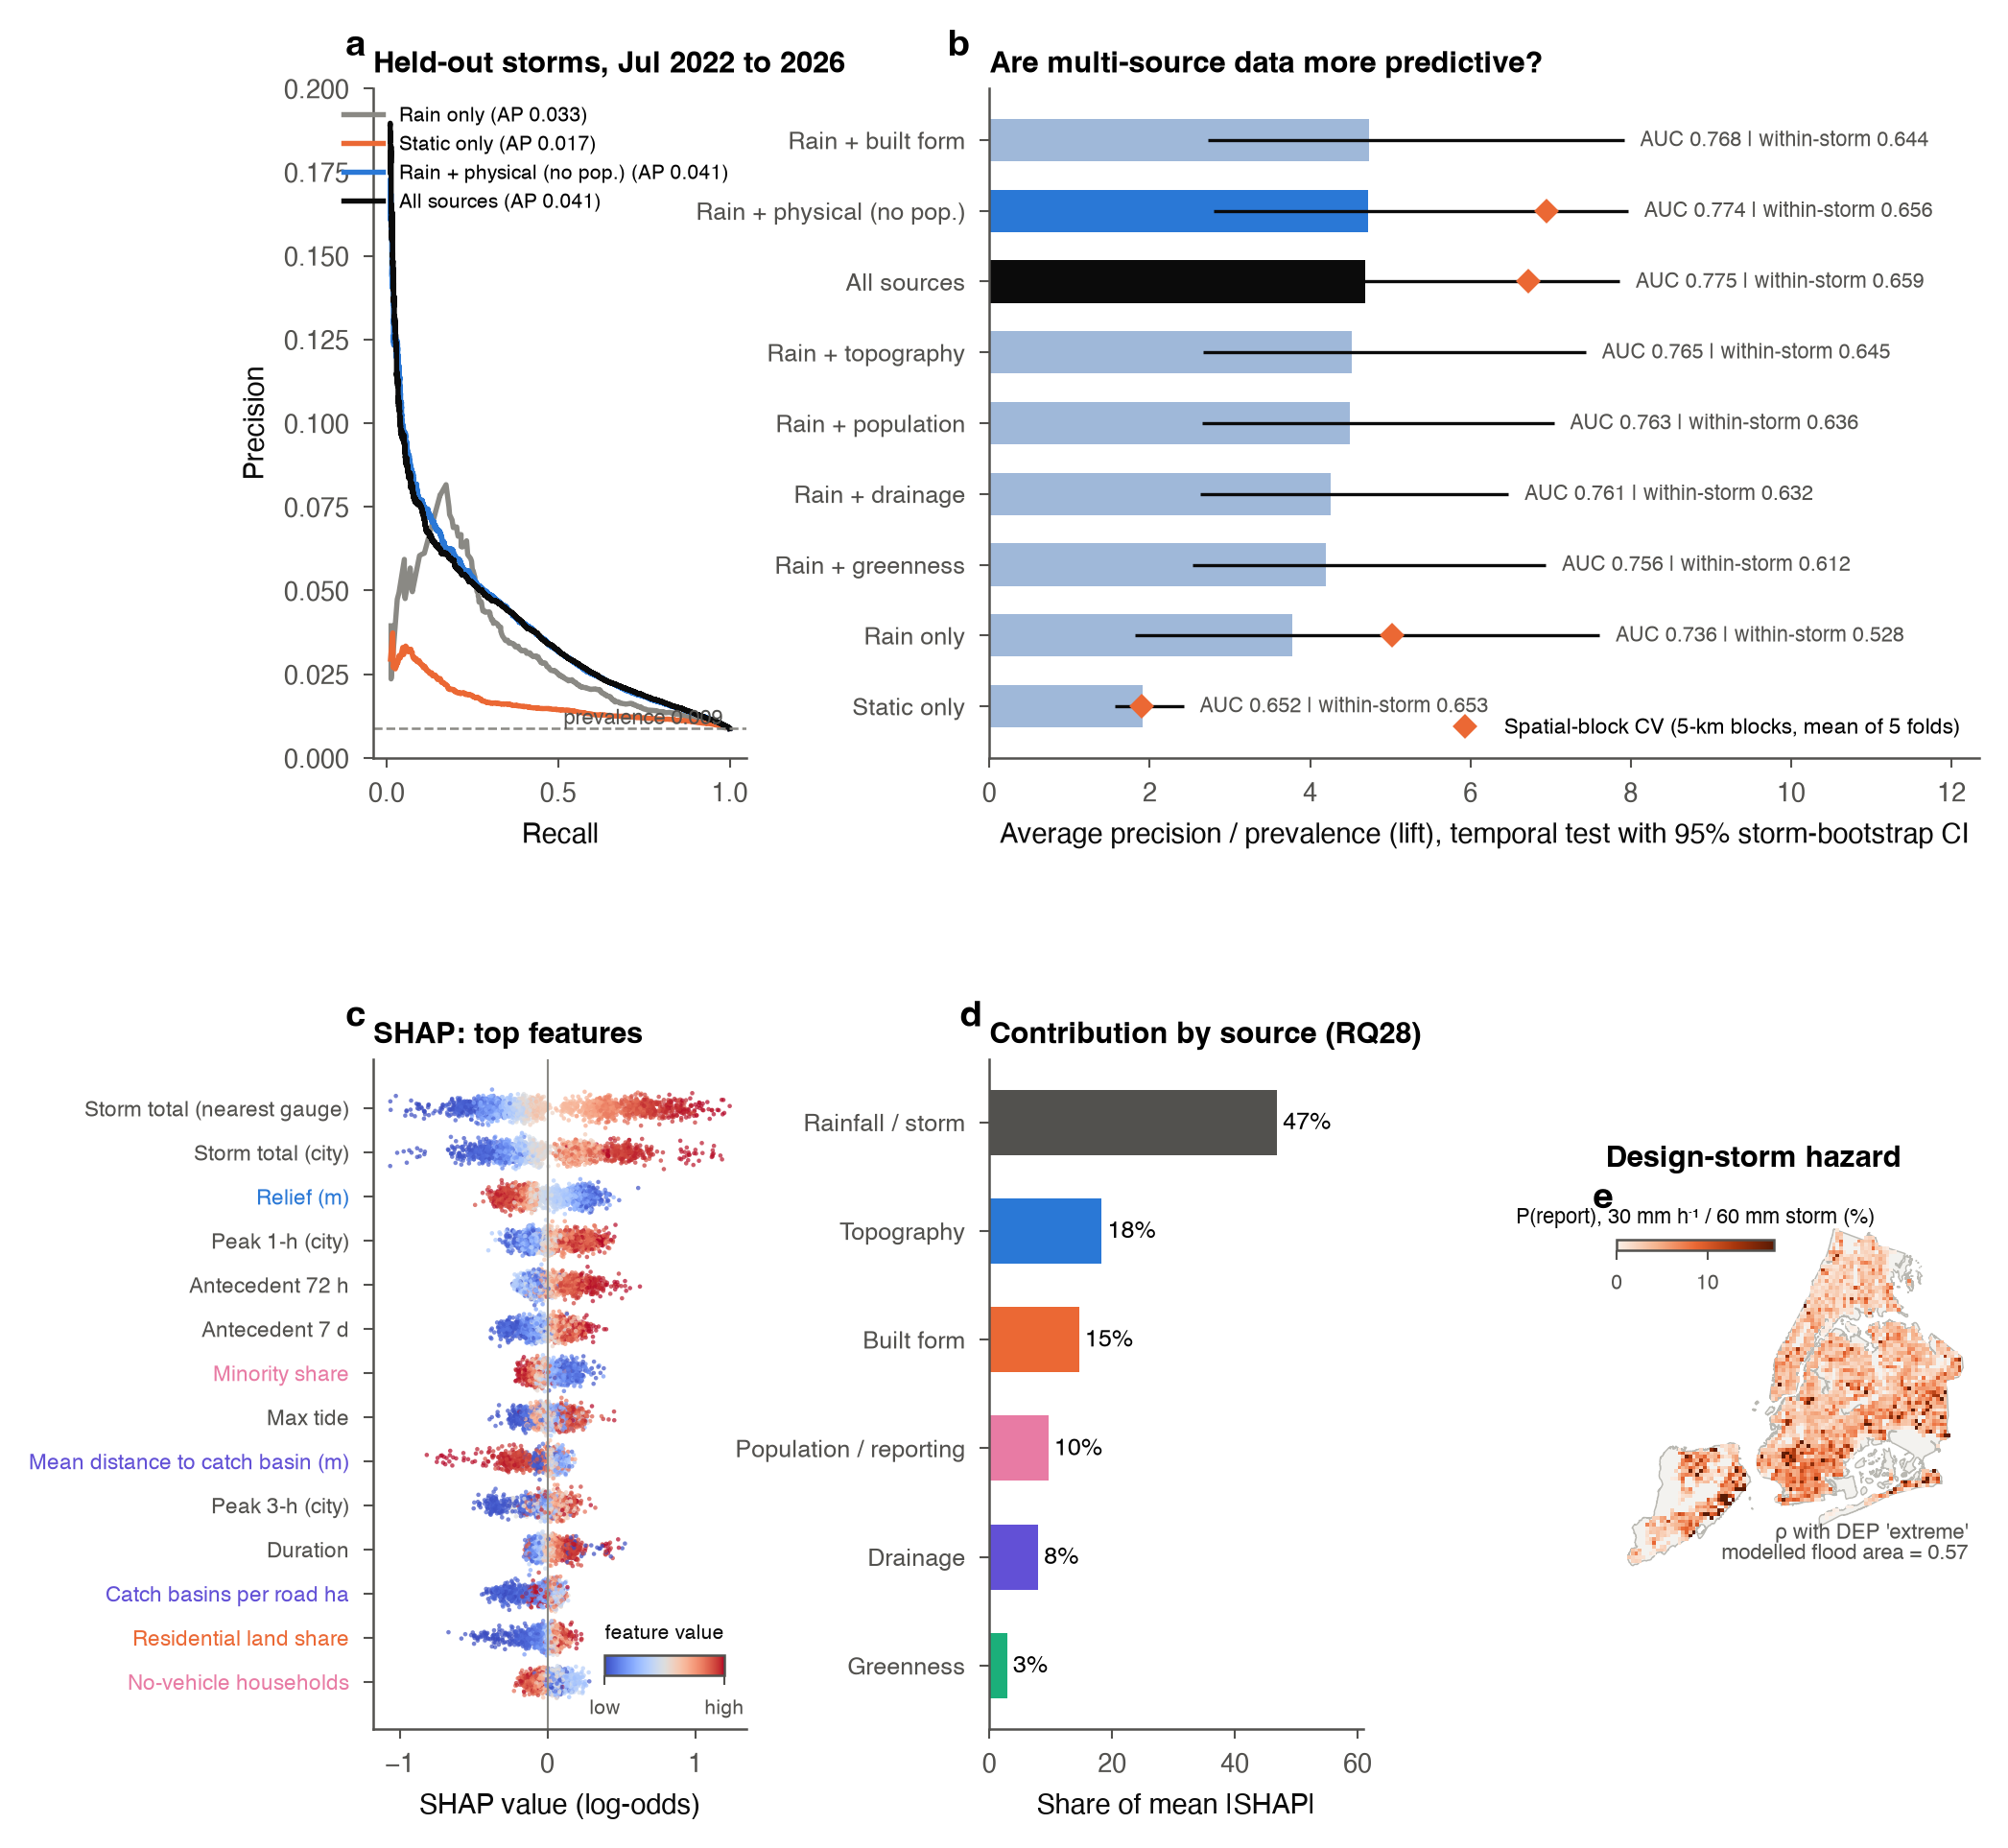 a
Held-out storms, Jul 2022 to 2026
0.200
0.175
0.150
0.125
0.100
0.075
0.050
0.025
0.000
Precision
Rain only (AP 0.033)
Static only (AP 0.017)
Rain + physical (no pop.) (AP 0.041)
All sources (AP 0.041)
prevalence 0.009
0.0 0.5 1.0
Recall
b
Are multi-source data more predictive?
Rain + built form AUC 0.768 | within-storm 0.644
Rain + physical (no pop.) AUC 0.774 | within-storm 0.656
All sources AUC 0.775 | within-storm 0.659
Rain + topography AUC 0.765 | within-storm 0.645
Rain + population AUC 0.763 | within-storm 0.636
Rain + drainage AUC 0.761 | within-storm 0.632
Rain + greenness AUC 0.756 | within-storm 0.612
Rain only AUC 0.736 | within-storm 0.528
Static only AUC 0.652 | within-storm 0.653
Spatial-block CV (5-km blocks, mean of 5 folds)
0 2 4 6 8 10 12
Average precision / prevalence (lift), temporal test with 95% storm-bootstrap CI
c
SHAP: top features
Storm total (nearest gauge)
Storm total (city)
Relief (m)
Peak 1-h (city)
Antecedent 72 h
Antecedent 7 d
Minority share
Max tide
Mean distance to catch basin (m)
Peak 3-h (city)
Duration
Catch basins per road ha
Residential land share
No-vehicle households
feature value
low high
−1 0 1
SHAP value (log-odds)
d
Contribution by source (RQ28)
Rainfall / storm 47%
Topography 18%
Built form 15%
Population / reporting 10%
Drainage 8%
Greenness 3%
0 20 40 60
Share of mean |SHAP|
Design-storm hazard
e
P(report), 30 mm h⁻¹ / 60 mm storm (%)
0 10
ρ with DEP 'extreme'
modelled flood area = 0.57